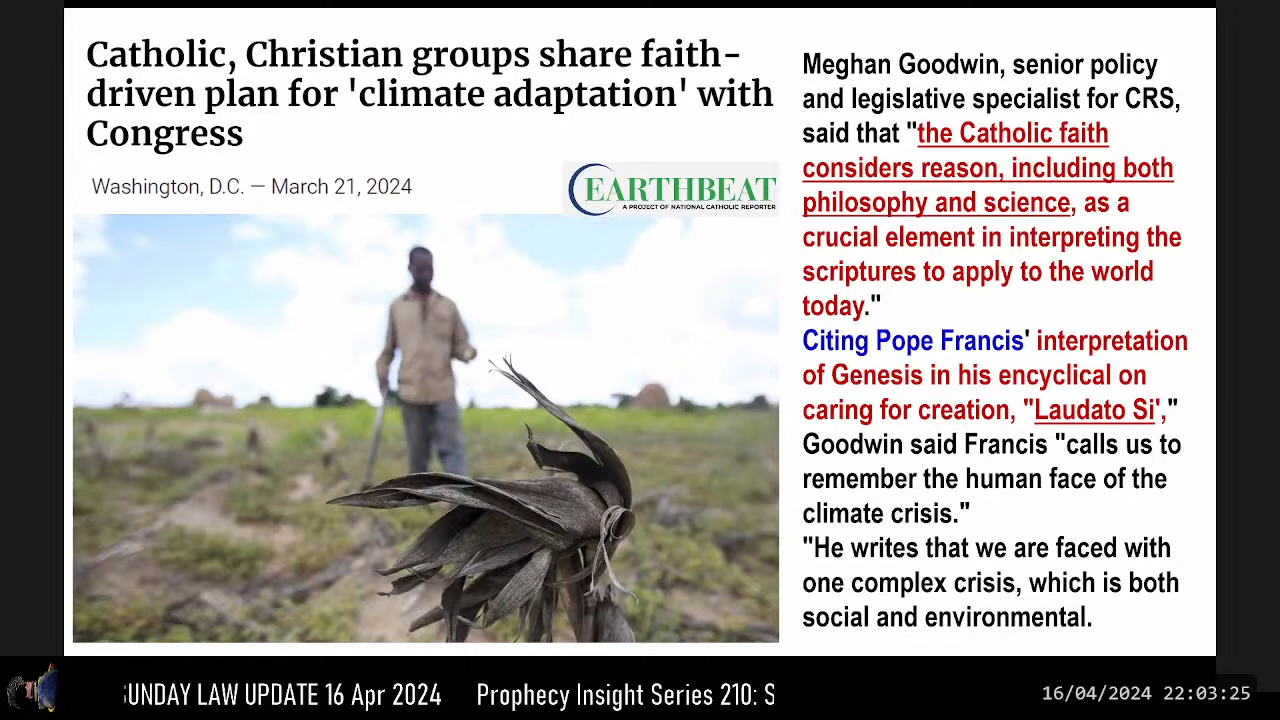 Catholic, Christian groups share faith-
driven plan for 'climate adaptation' with
Congress
Washington, D.C. — March 21, 2024
EARTHBEAT
A PROJECT OF NATIONAL CATHOLIC REPORTER
Meghan Goodwin, senior policy
and legislative specialist for CRS,
said that "the Catholic faith
considers reason, including both
philosophy and science, as a
crucial element in interpreting the
scriptures to apply to the world
today."
Citing Pope Francis' interpretation
of Genesis in his encyclical on
caring for creation, "Laudato Si',"
Goodwin said Francis "calls us to
remember the human face of the
climate crisis."
"He writes that we are faced with
one complex crisis, which is both
social and environmental.
UNDAY LAW UPDATE 16 Apr 2024 Prophecy Insight Series 210: S
16/04/2024 22:03:25